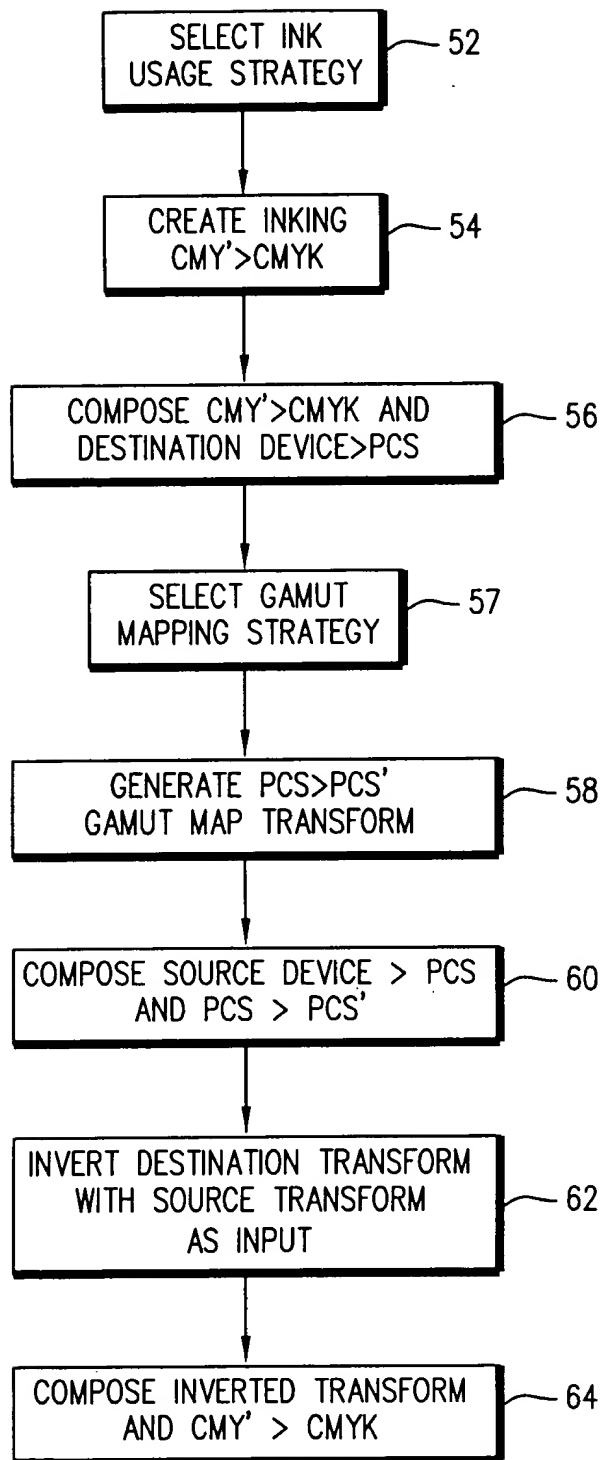 SELECT INK
USAGE STRATEGY
52
CREATE INKING
CMY'>CMYK
54
COMPOSE CMY'>CMYK AND
DESTINATION DEVICE>PCS
56
SELECT GAMUT
MAPPING STRATEGY
57
GENERATE PCS>PCS'
GAMUT MAP TRANSFORM
58
COMPOSE SOURCE DEVICE > PCS
AND PCS > PCS'
60
INVERT DESTINATION TRANSFORM
WITH SOURCE TRANSFORM
AS INPUT
62
COMPOSE INVERTED TRANSFORM
AND CMY' > CMYK
64